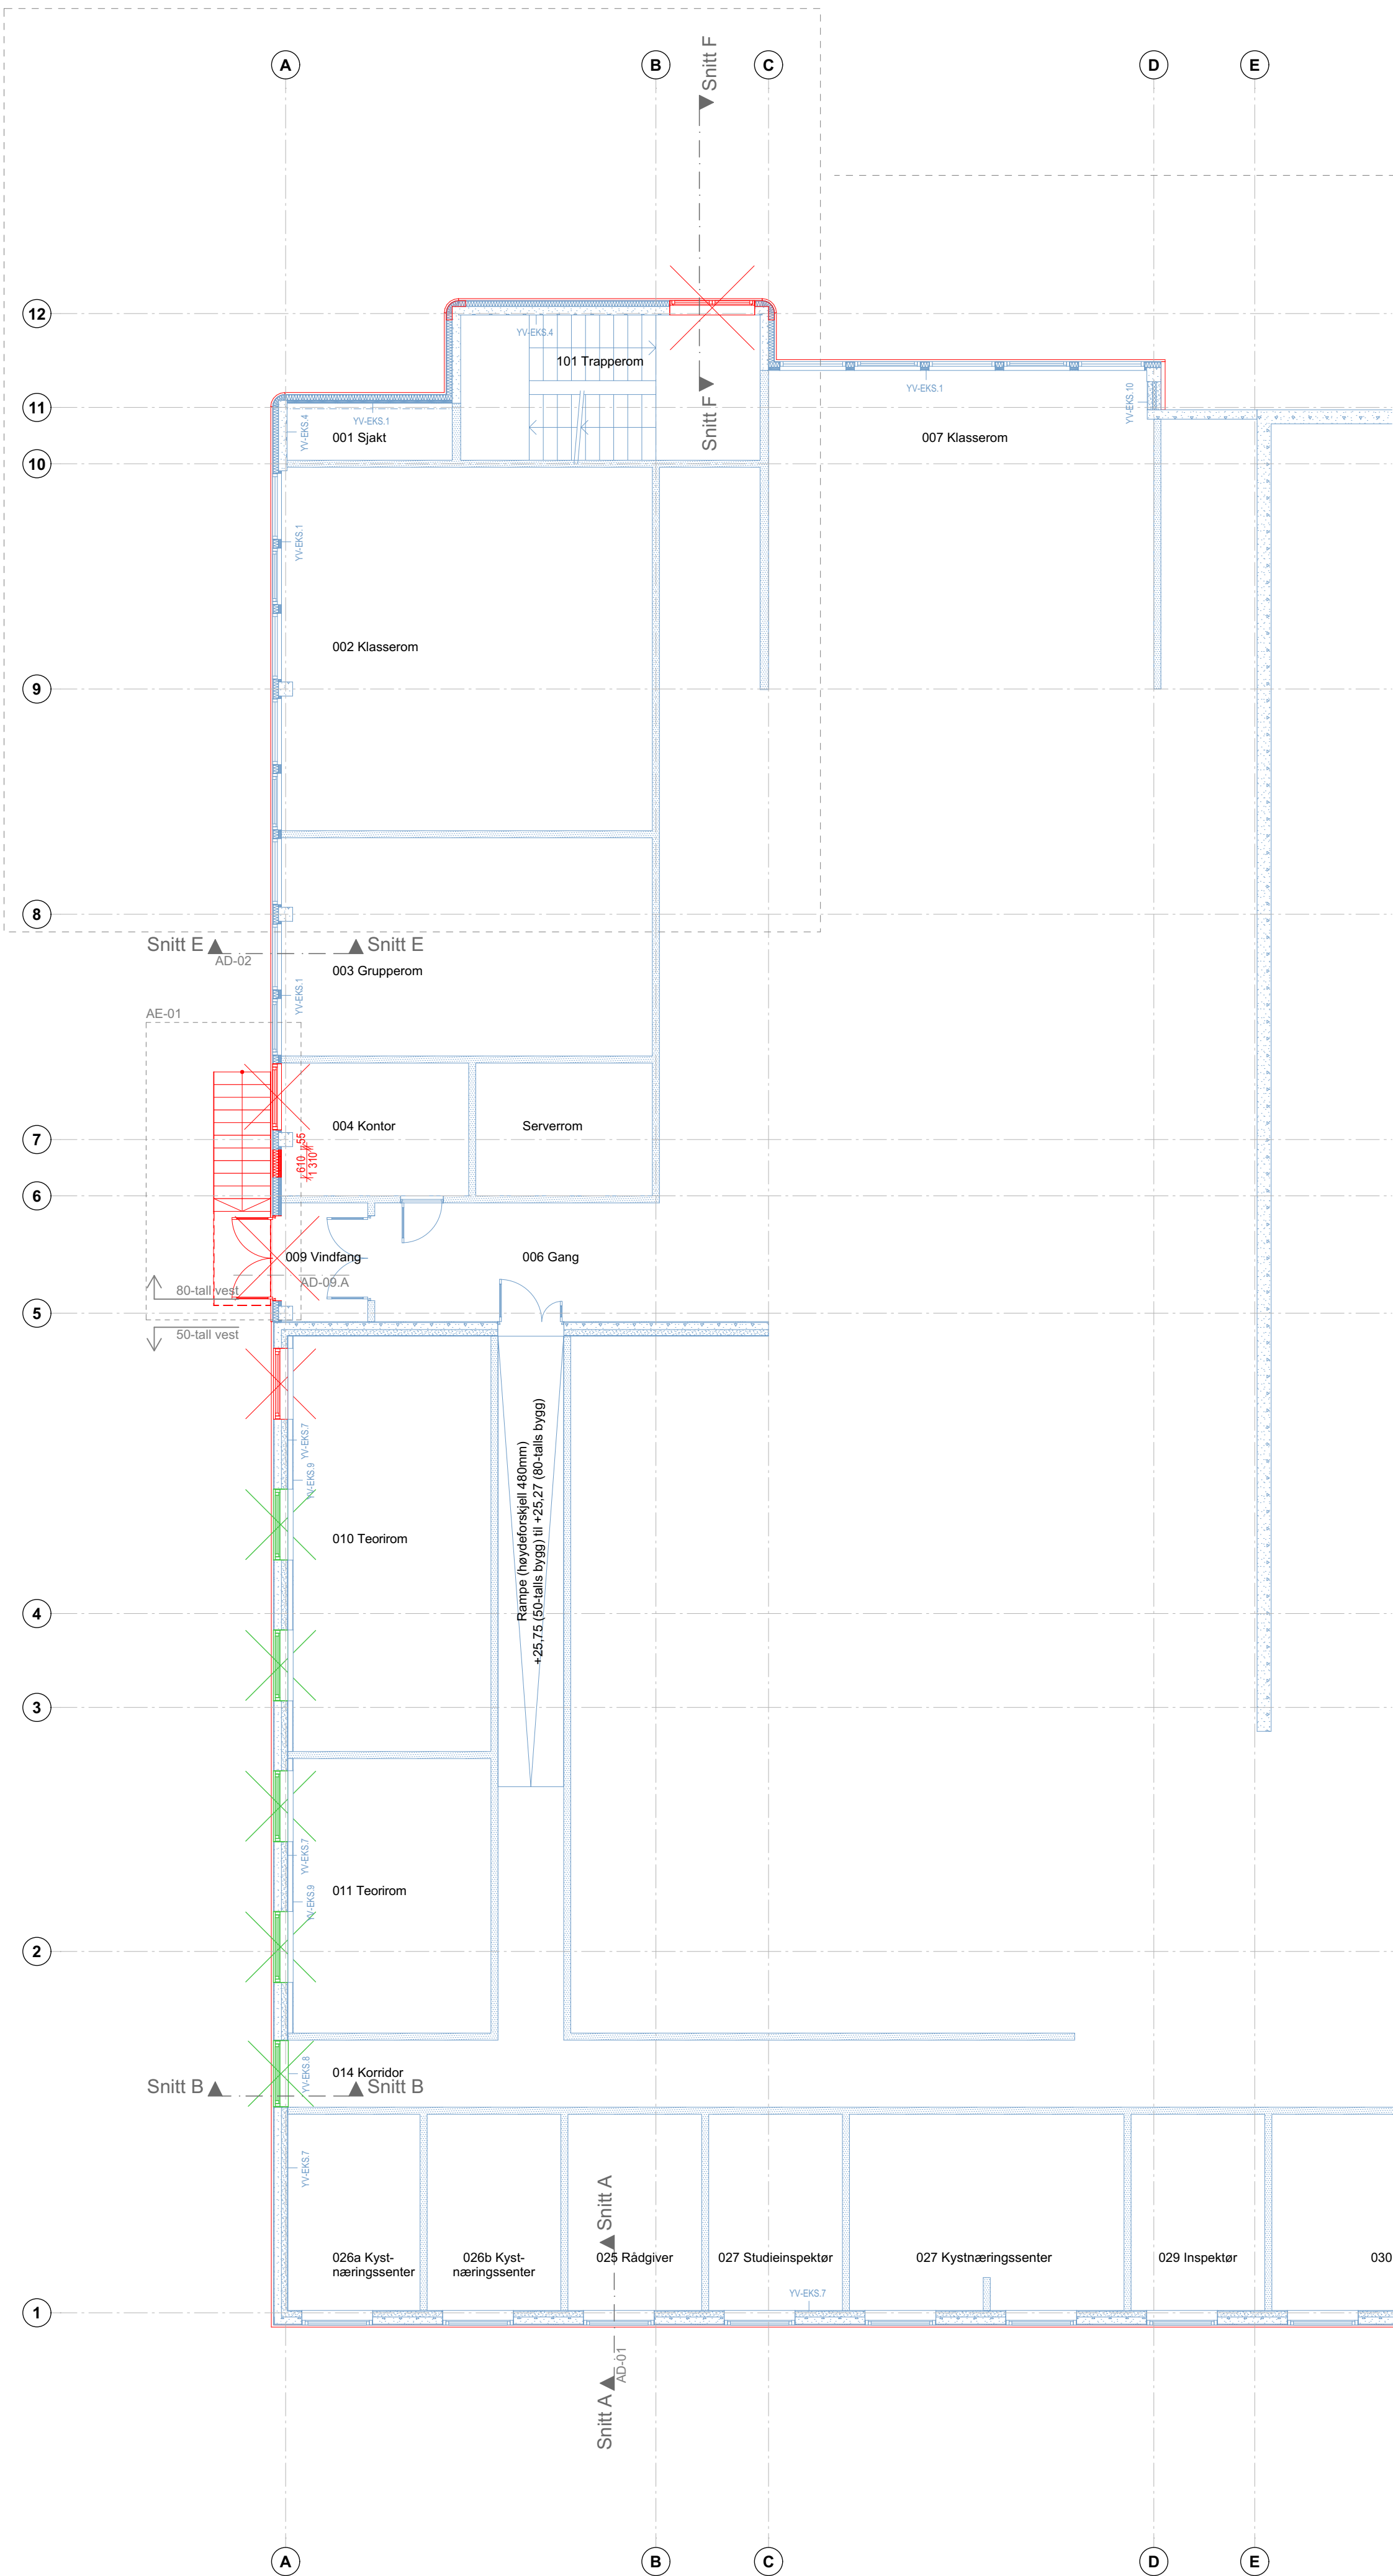 A
B
C
D
E
Snitt F
12
YV-EKS.4
101 Trapperom
YV-EKS.1
YV-EKS.10
Snitt F
11
YV-EKS.4
YV-EKS.1
001 Sjakt
007 Klasserom
10
YV-EKS.1
002 Klasserom
9
8
Snitt E
Snitt E
AD-02
003 Grupperom
YV-EKS.1
AE-01
004 Kontor
Serverrom
7
610
55
1 310
6
009 Vindfang
006 Gang
AD-09.A
80-tall vest
5
50-tall vest
YV-EKS.7
YV-EKS.9
Rampe (høydeforskjell 480mm)
+25,75 (50-talls bygg) til +25,27 (80-talls bygg)
010 Teorirom
4
3
YV-EKS.7
YV-EKS.9
011 Teorirom
2
YV-EKS.8
014 Korridor
Snitt B
Snitt B
YV-EKS.7
Snitt A
026a Kyst-
næringssenter
026b Kyst-
næringssenter
025 Rådgiver
027 Studieinspektør
027 Kystnæringssenter
029 Inspektør
030
YV-EKS.7
1
AD-01
Snitt A
A
B
C
D
E